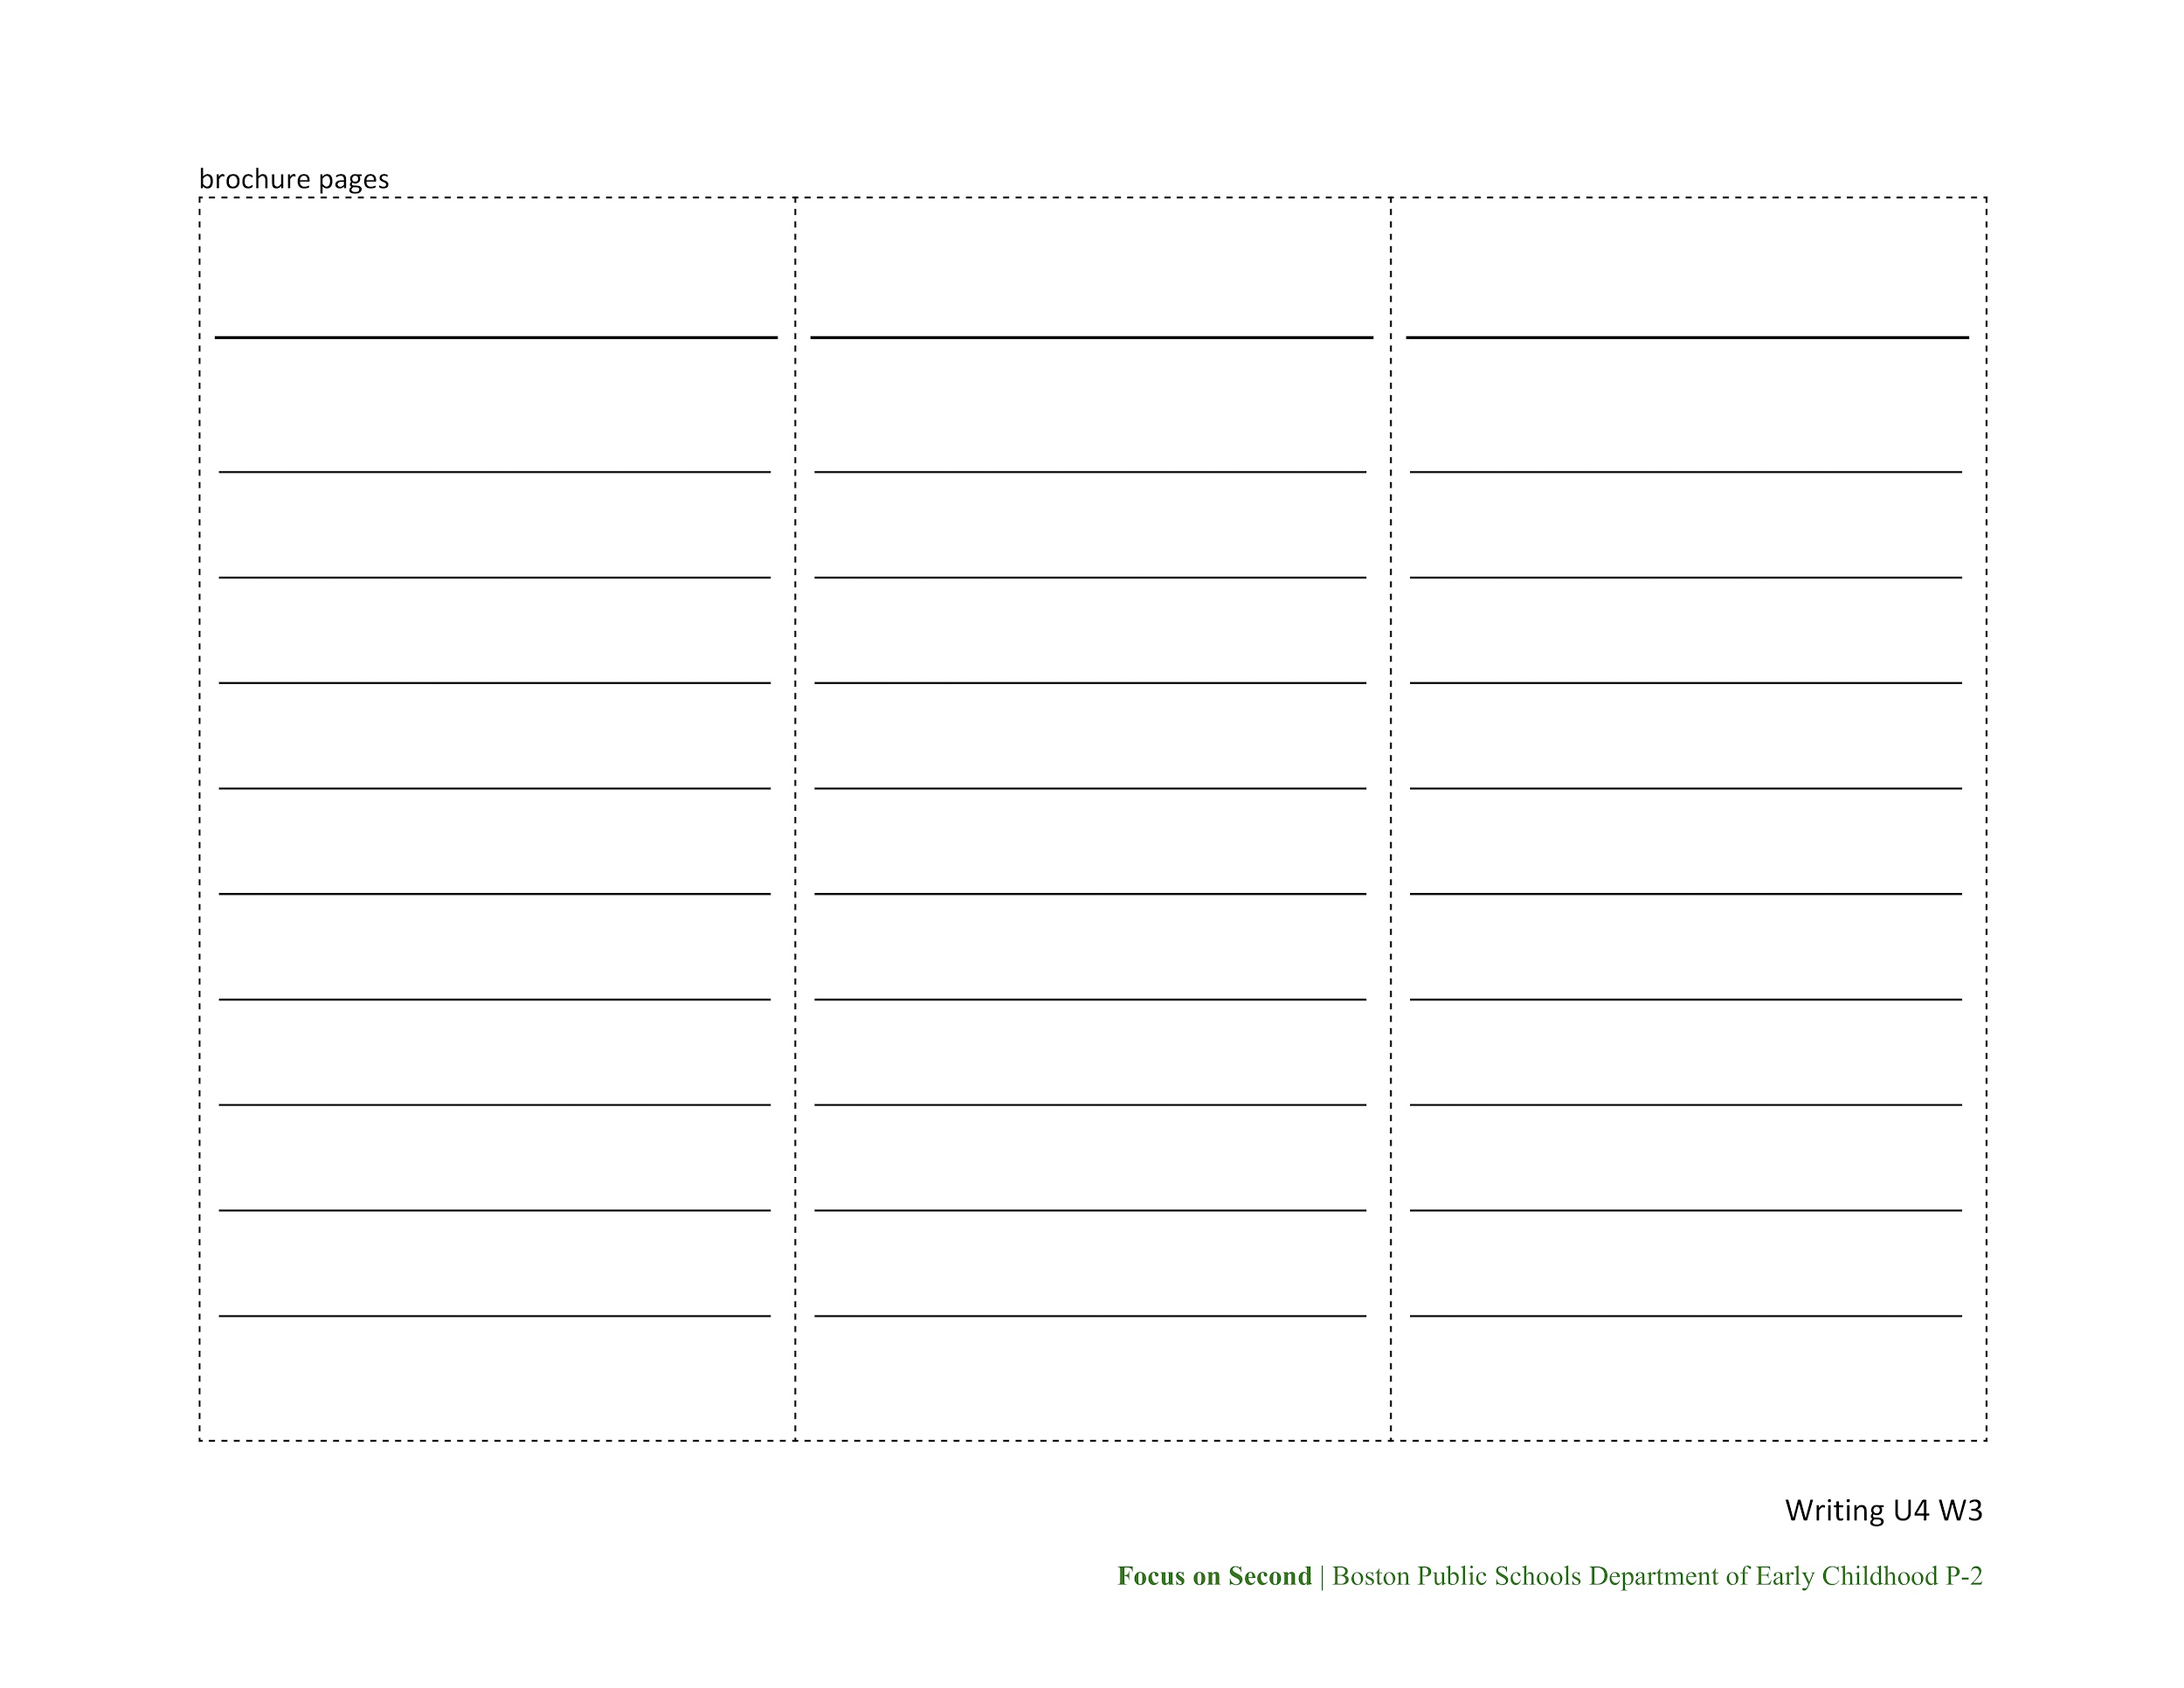 brochure pages
Writing U4 W3
Focus on Second | Boston Public Schools Department of Early Childhood P-2